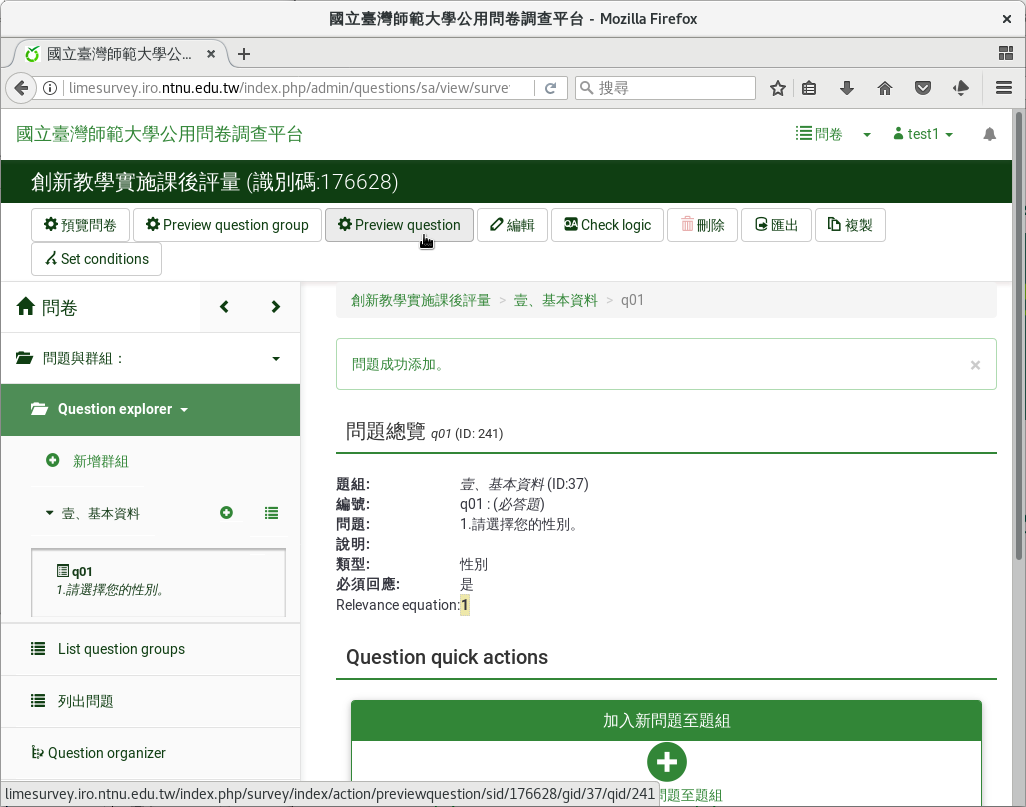 國立臺灣師範大學公用問卷調查平台 - Mozilla Firefox
國立臺灣師範大學公...
limesurvey.iro.ntnu.edu.tw/index.php/admin/questions/sa/view/surve
搜尋
國立臺灣師範大學公用問卷調查平台
問卷
test1
創新教學實施課後評量 (識別碼:176628)
預覽問卷
Preview question group
Preview question
編輯
Check logic
刪除
匯出
複製
Set conditions
問卷
創新教學實施課後評量 > 壹、基本資料 > q01
問題與群組：
問題成功添加。
Question explorer
問題總覽 q01 (ID: 241)
新增群組
壹、基本資料
q01
1.請選擇您的性別。
題組: 壹、基本資料 (ID:37)
編號: q01 : (必答題)
問題: 1.請選擇您的性別。
說明:
類型: 性別
必須回應: 是
Relevance equation: 1
List question groups
Question quick actions
列出問題
加入新問題至題組
Question organizer
問題至題組
limesurvey.iro.ntnu.edu.tw/index.php/survey/index/action/previewquestion/sid/176628/gid/37/qid/241